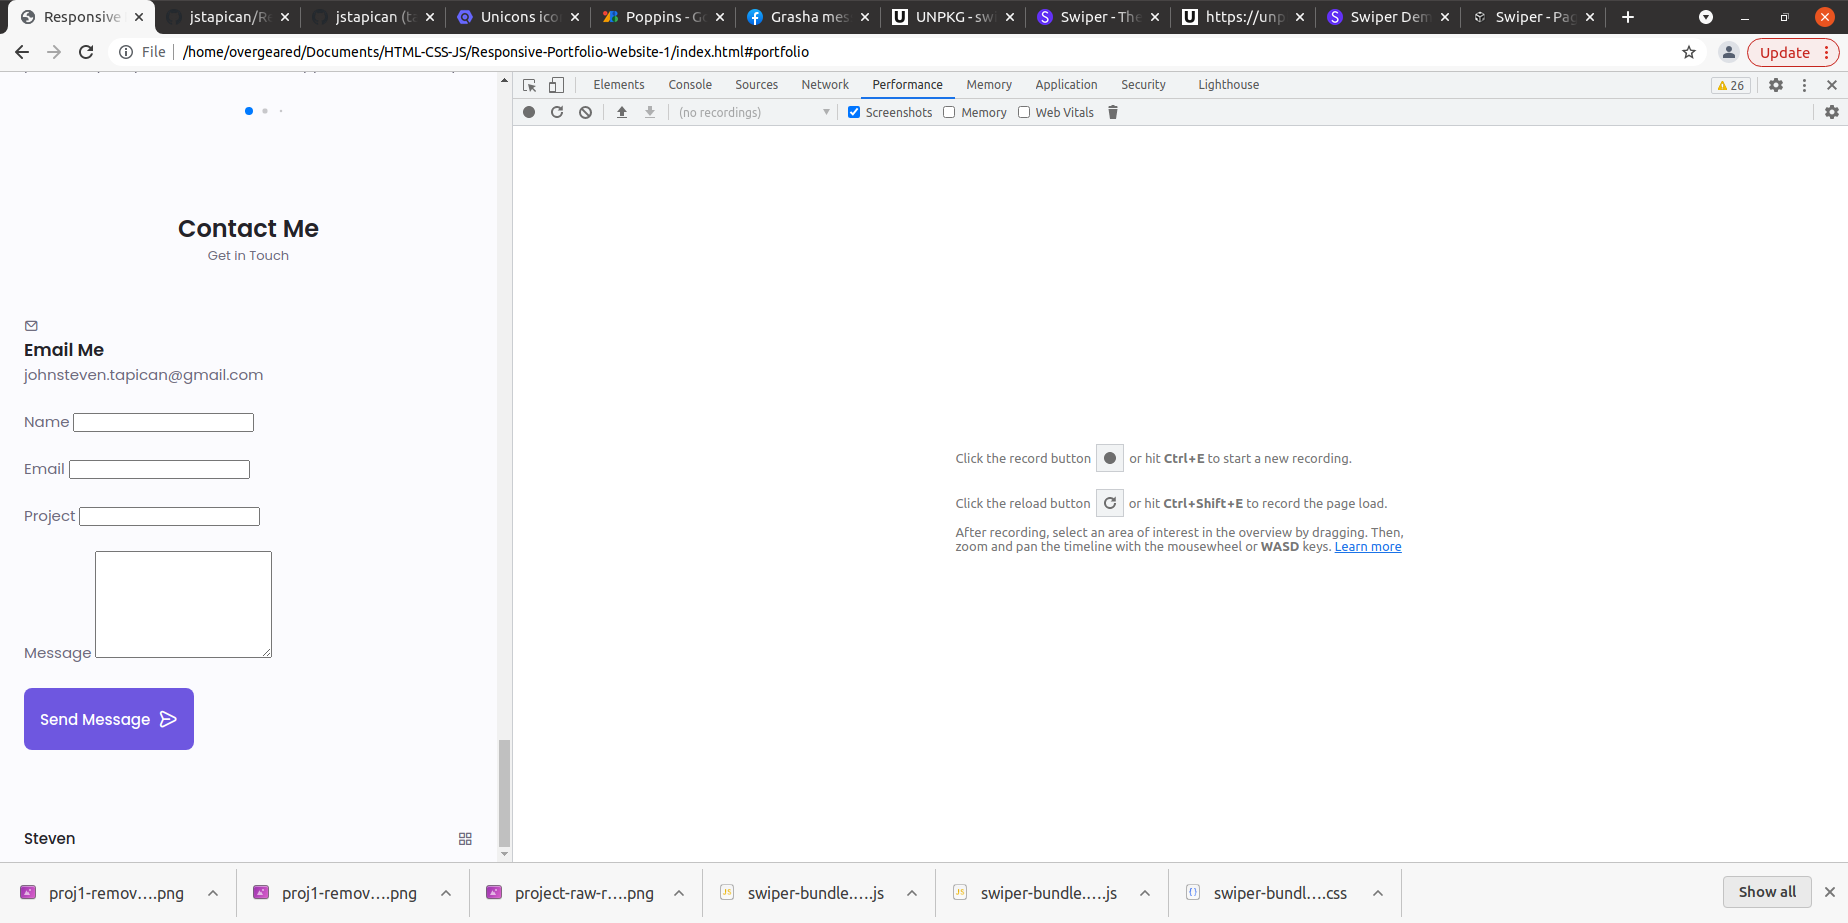 Responsive
jstapican/Re
jstapican (ta
Unicons ico
Poppins - Go
Grasha mes
UNPKG - swi
Swiper - The
https://unp
Swiper Dem
Swiper - Pag
File
/home/overgeared/Documents/HTML-CSS-JS/Responsive-Portfolio-Website-1/index.html#portfolio
Update
Elements
Console
Sources
Network
Performance
Memory
Application
Security
Lighthouse
26
(no recordings)
Screenshots
Memory
Web Vitals
Contact Me
Get in Touch
Email Me
johnsteven.tapican@gmail.com
Name
Email
Project
Message
Send Message
Steven
Click the record button or hit Ctrl+E to start a new recording.
Click the reload button or hit Ctrl+Shift+E to record the page load.
After recording, select an area of interest in the overview by dragging. Then,
zoom and pan the timeline with the mousewheel or WASD keys. Learn more
proj1-remov....png
proj1-remov....png
project-raw-r....png
swiper-bundle.....js
swiper-bundle.....js
swiper-bundl....css
Show all